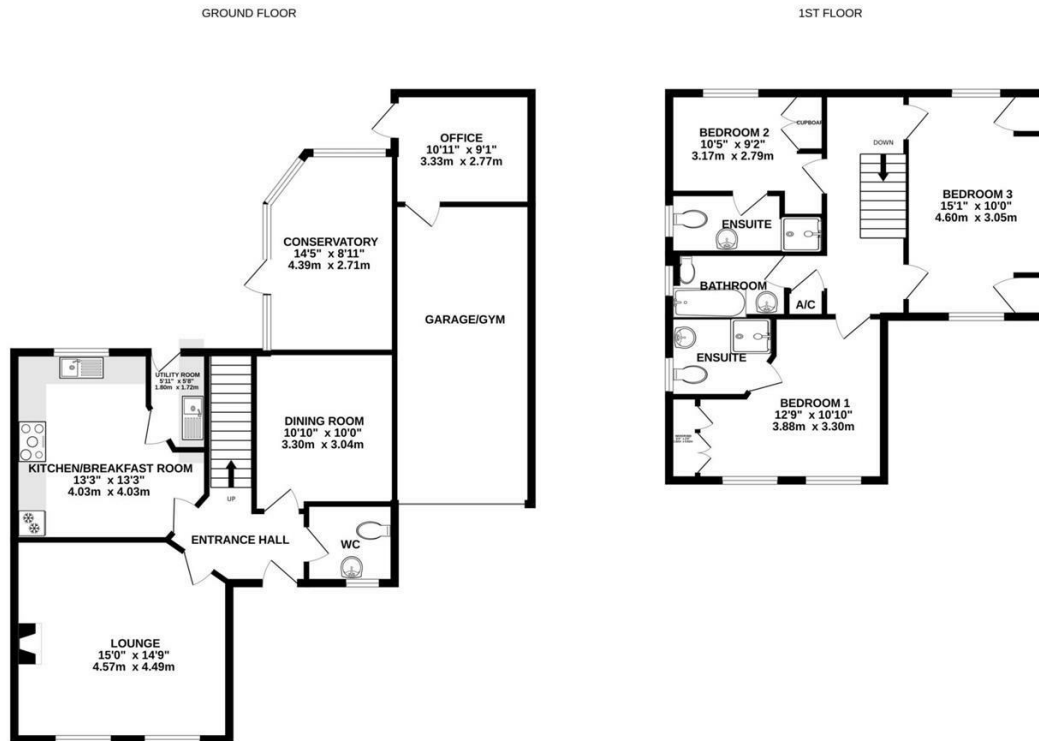 GROUND FLOOR
OFFICE
10'11" x 9'1"
3.33m x 2.77m
CONSERVATORY
14'5" x 8'11"
4.39m x 2.71m
GARAGE/GYM
UTILITY ROOM
5'11" x 5'8"
1.80m x 1.72m
DINING ROOM
10'10" x 10'0"
3.30m x 3.04m
KITCHEN/BREAKFAST ROOM
13'3" x 13'3"
4.03m x 4.03m
UP
ENTRANCE HALL
WC
LOUNGE
15'0" x 14'9"
4.57m x 4.49m
1ST FLOOR
CUPBOAR
BEDROOM 2
10'5" x 9'2"
3.17m x 2.79m
DOWN
BEDROOM 3
15'1" x 10'0"
4.60m x 3.05m
ENSUITE
BATHROOM
A/C
ENSUITE
BEDROOM 1
12'9" x 10'10"
3.88m x 3.30m